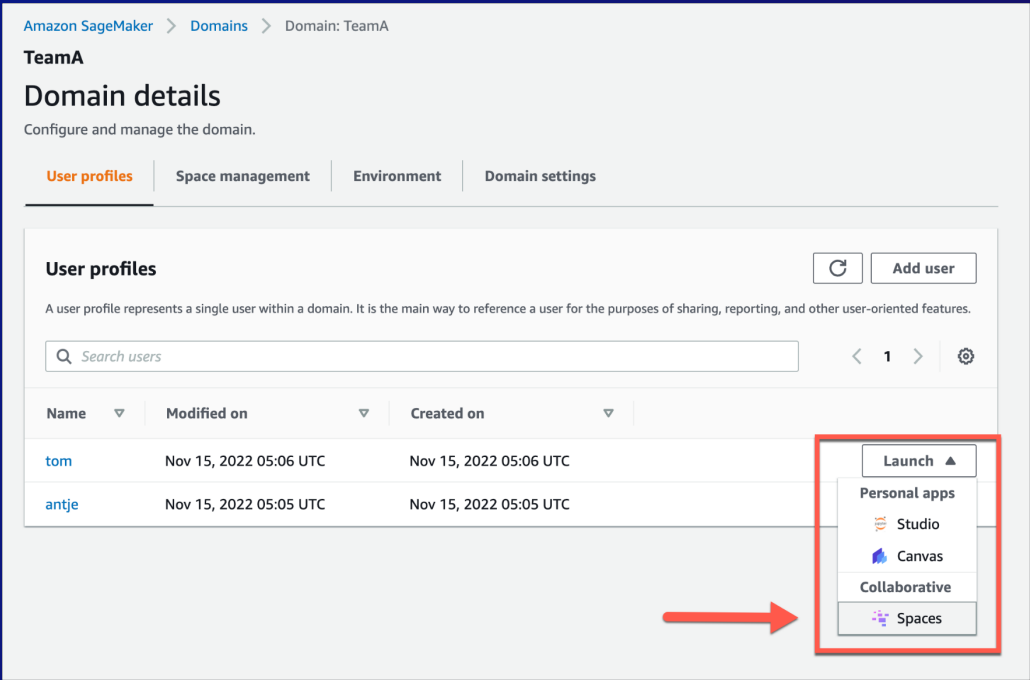 Amazon SageMaker > Domains > Domain: TeamA
TeamA
Domain details
Configure and manage the domain.
User profiles Space management Environment Domain settings
User profiles
Add user
A user profile represents a single user within a domain. It is the main way to reference a user for the purposes of sharing, reporting, and other user-oriented features.
Search users
1
Name Modified on Created on
tom Nov 15, 2022 05:06 UTC Nov 15, 2022 05:06 UTC Launch
antje Nov 15, 2022 05:05 UTC Nov 15, 2022 05:05 UTC
Personal apps
Studio
Canvas
Collaborative
Spaces